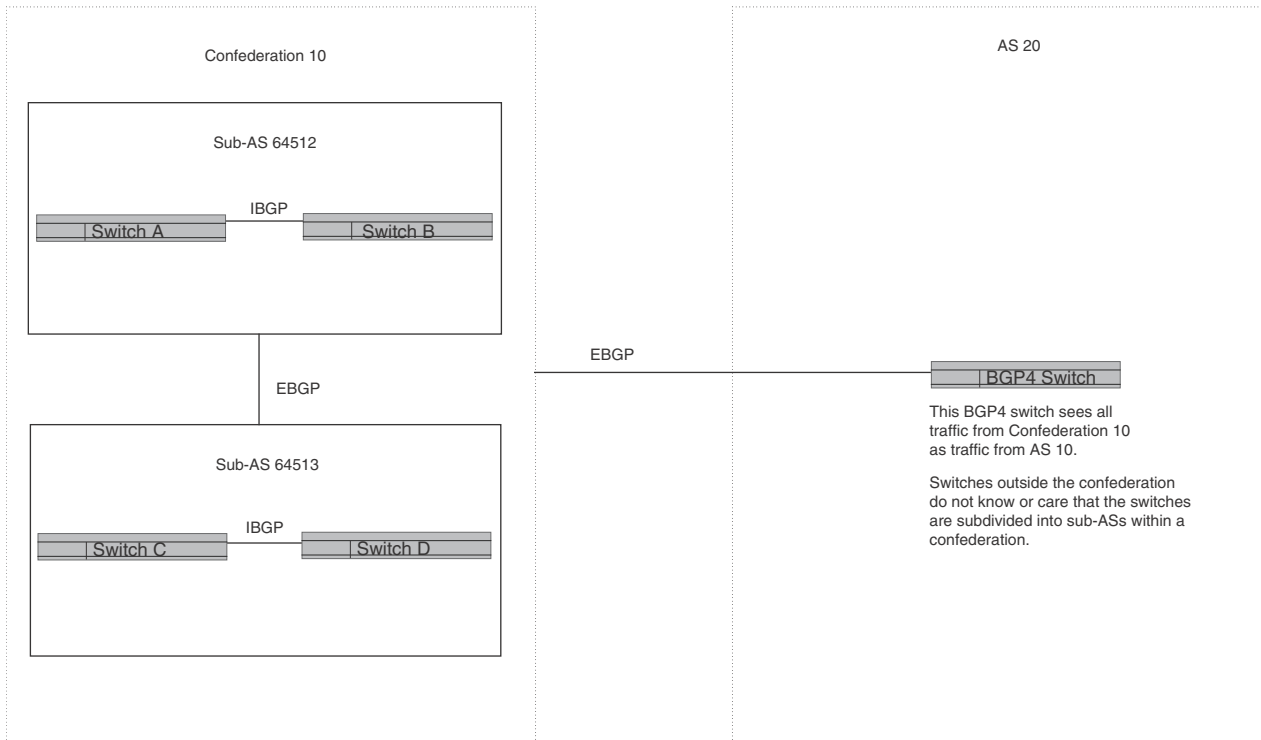 Confederation 10
AS 20
Sub-AS 64512
IBGP
Switch A
Switch B
EBGP
EBGP
BGP4 Switch
This BGP4 switch sees all
traffic from Confederation 10
as traffic from AS 10.
Switches outside the confederation
do not know or care that the switches
are subdivided into sub-ASs within a
confederation.
Sub-AS 64513
IBGP
Switch C
Switch D